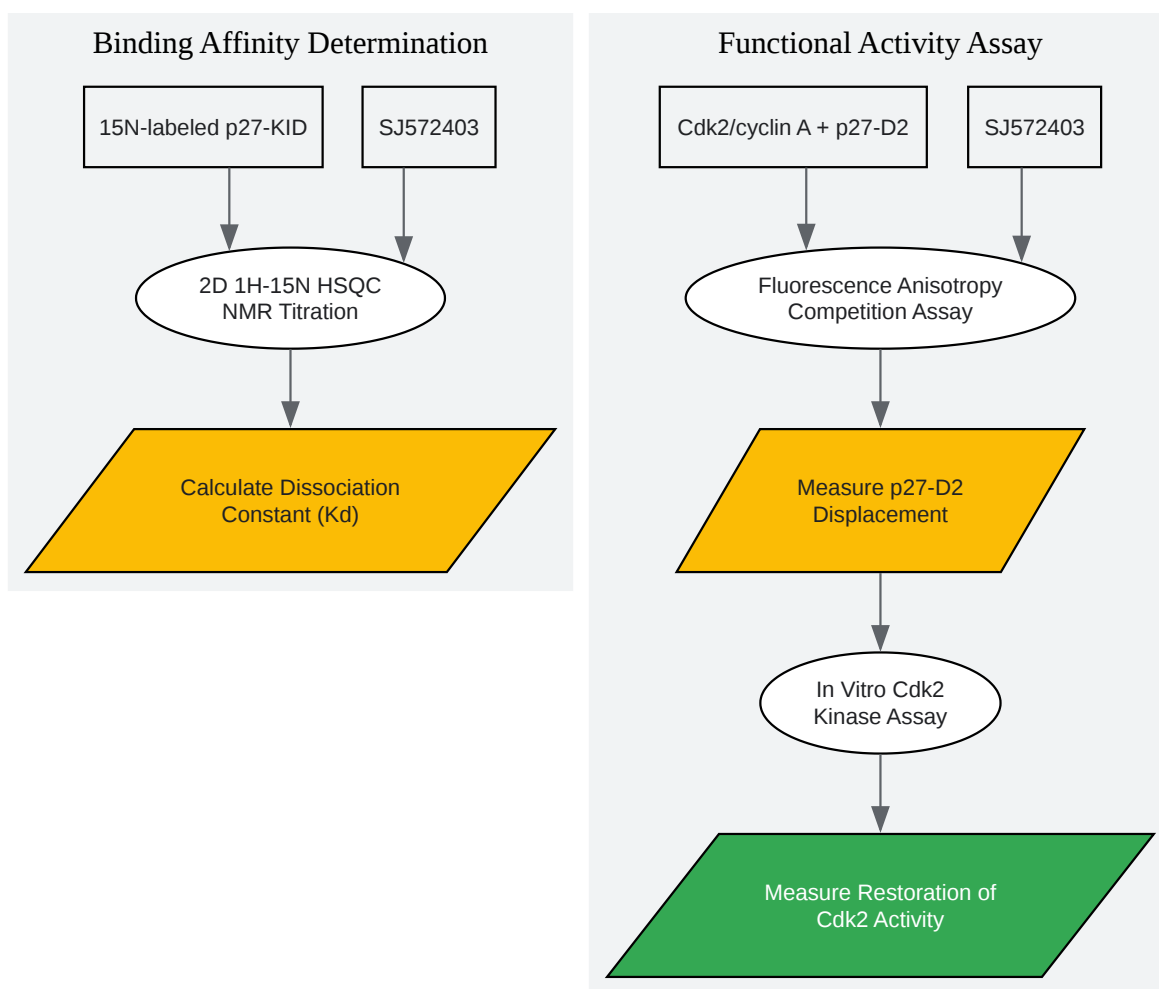 Binding Affinity Determination
15N-labeled p27-KID
SJ572403
2D 1H-15N HSQC
NMR Titration
Calculate Dissociation
Constant (Kd)
Functional Activity Assay
Cdk2/cyclin A + p27-D2
SJ572403
Fluorescence Anisotropy
Competition Assay
Measure p27-D2
Displacement
In Vitro Cdk2
Kinase Assay
Measure Restoration of
Cdk2 Activity